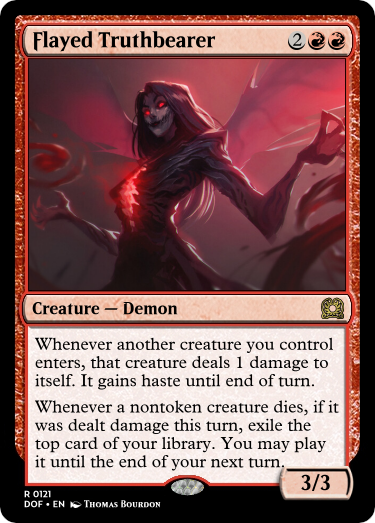 Flayed Truthbearer 2
Creature — Demon
Whenever another creature you control
enters, that creature deals 1 damage to
itself. It gains haste until end of turn.
Whenever a nontoken creature dies, if it
was dealt damage this turn, exile the
top card of your library. You may play
it until the end of your next turn.
3/3
R 0121
DOF • EN Thomas Bourdon